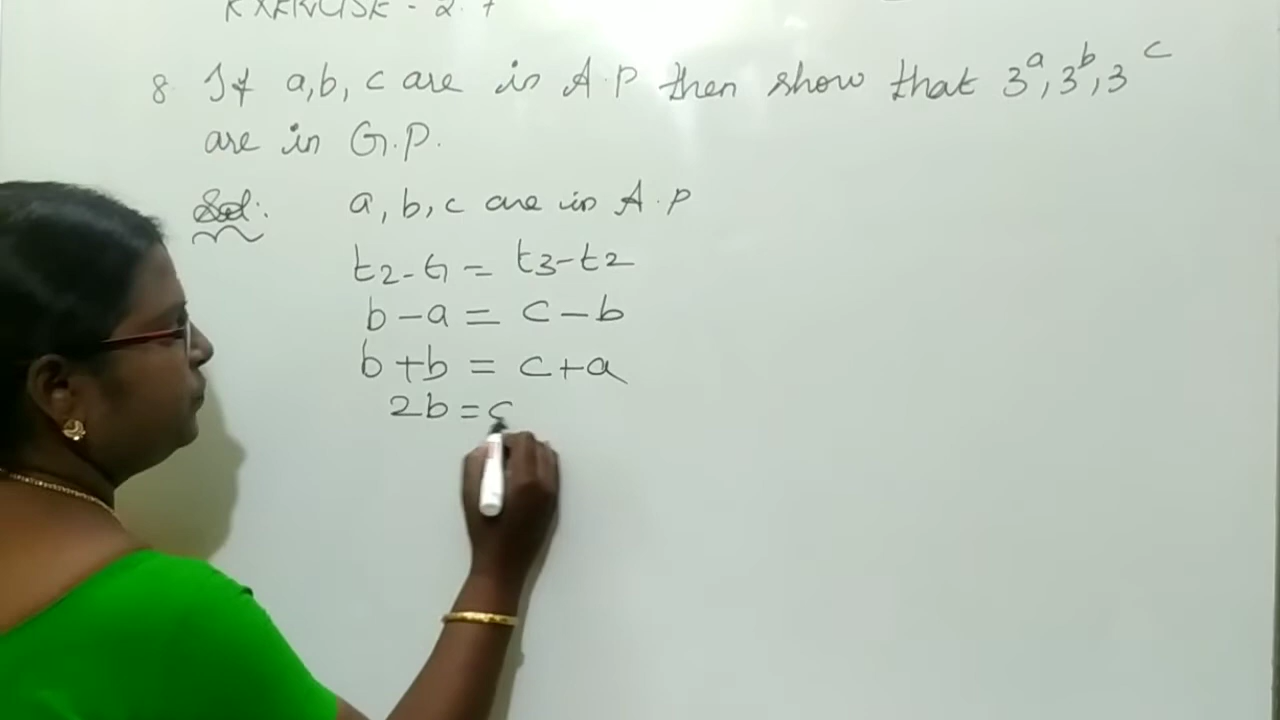 EXERCISE - 2.7
8 If a,b, c are in A.P then show that 3^a, 3^b, 3^c
are in G.P.
Sol: a, b, c are in A.P
t2-t1 = t3-t2
b-a = c-b
b+b = c+a
2b = c